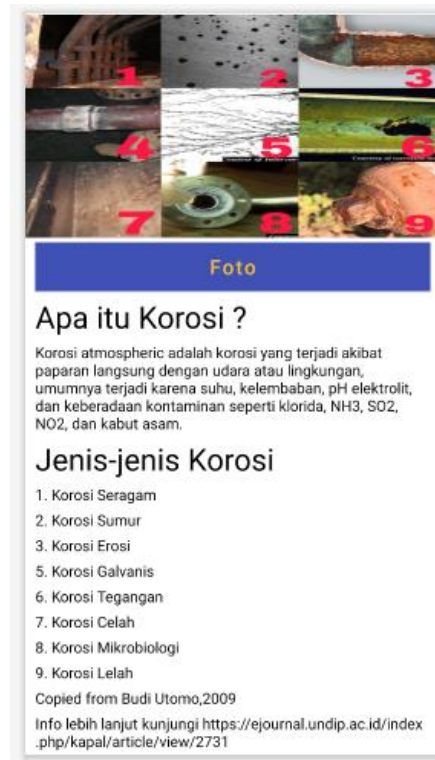 1
2
3
4
5
6
7
8
9
Foto
Apa itu Korosi ?
Korosi atmospheric adalah korosi yang terjadi akibat
paparan langsung dengan udara atau lingkungan,
umumnya terjadi karena suhu, kelembaban, pH elektrolit,
dan keberadaan kontaminan seperti klorida, NH3, SO2,
NO2, dan kabut asam.
Jenis-jenis Korosi
1. Korosi Seragam
2. Korosi Sumur
3. Korosi Erosi
5. Korosi Galvanis
6. Korosi Tegangan
7. Korosi Celah
8. Korosi Mikrobiologi
9. Korosi Lelah
Copied from Budi Utomo,2009
Info lebih lanjut kunjungi https://ejournal.undip.ac.id/index
.php/kapal/article/view/2731